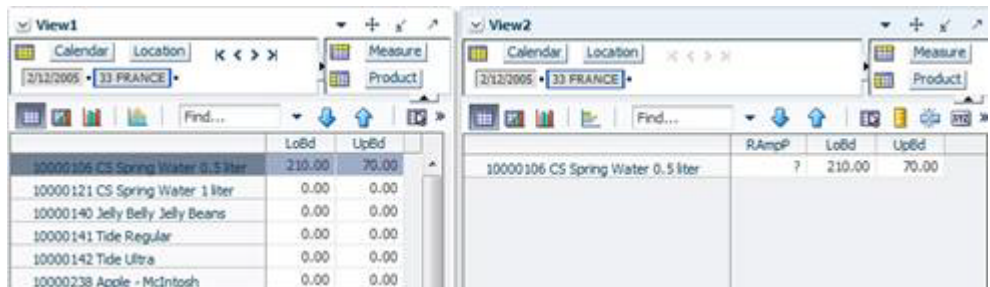 View1
Calendar Location Measure
2/12/2005 33 FRANCE Product
Find...
LoBd UpBd
10000106 CS Spring Water 0.5 liter 210.00 70.00
10000121 CS Spring Water 1 liter 0.00 0.00
10000140 Jelly Belly Jelly Beans 0.00 0.00
10000141 Tide Regular 0.00 0.00
10000142 Tide Ultra 0.00 0.00
10000238 Apple - McIntosh 0.00 0.00
View2
Calendar Location Measure
2/12/2005 33 FRANCE Product
Find...
RAmpP LoBd UpBd
10000106 CS Spring Water 0.5 liter ? 210.00 70.00